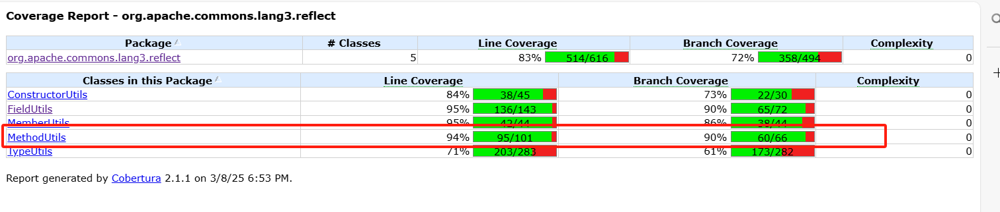 Coverage Report - org.apache.commons.lang3.reflect
Package # Classes Line Coverage Branch Coverage Complexity
org.apache.commons.lang3.reflect 5 83% 514/616 72% 358/494 0
Classes in this Package Line Coverage Branch Coverage Complexity
ConstructorUtils 84% 38/45 73% 22/30 0
FieldUtils 95% 136/143 90% 65/72 0
MemberUtils 95% 42/44 86% 38/44 0
MethodUtils 94% 95/101 90% 60/66 0
TypeUtils 71% 203/283 61% 173/282 0
Report generated by Cobertura 2.1.1 on 3/8/25 6:53 PM.